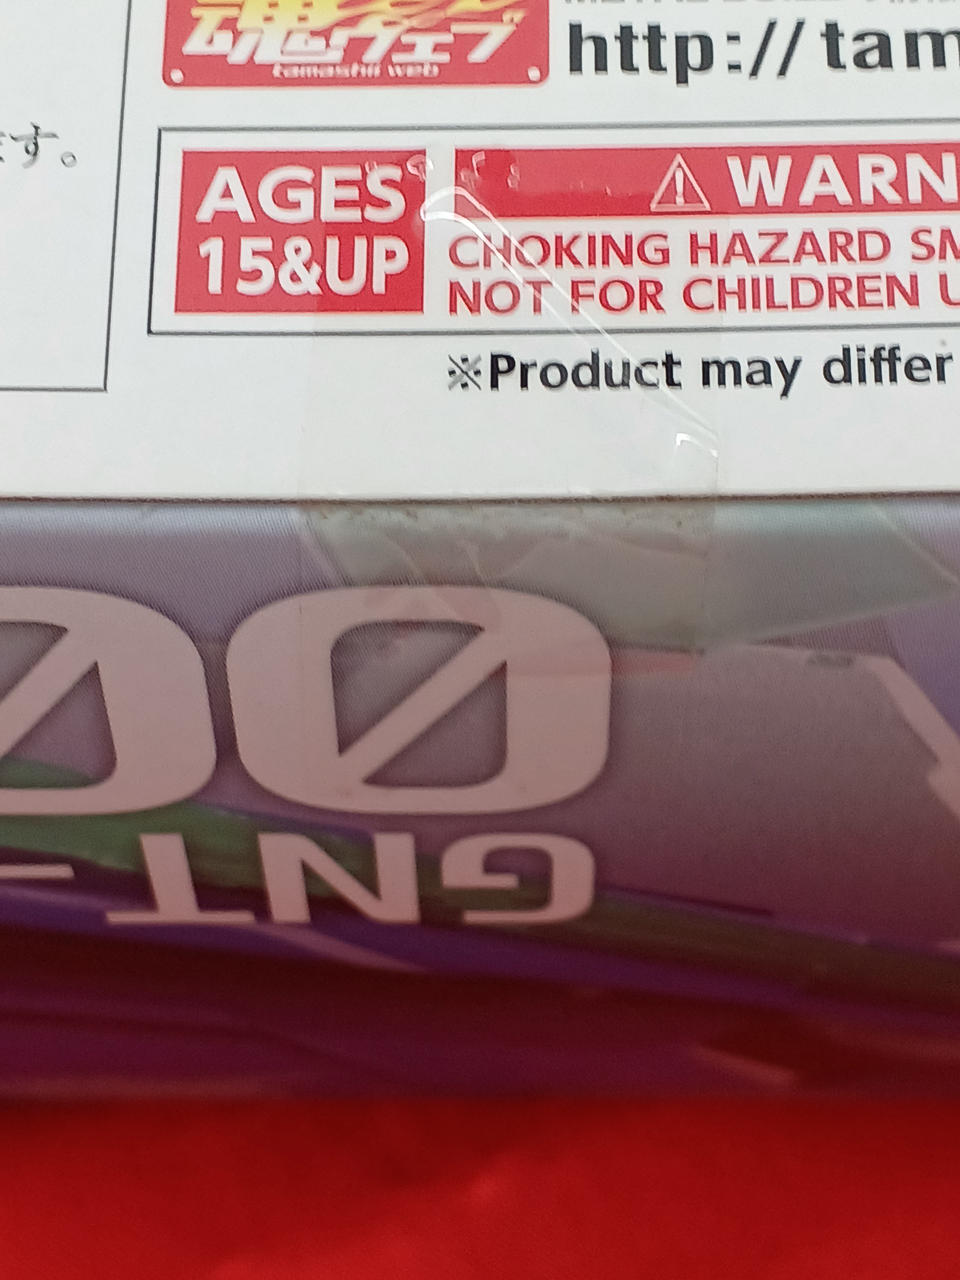 魂ウェブ
tamashii web
http://tam
ます。
AGES
15&UP
WARN
CHOKING HAZARD SM
NOT FOR CHILDREN U
※Product may differ
00
GNT-